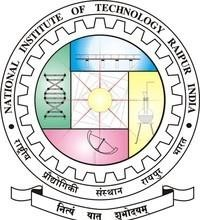 • NATIONAL INSTITUTE OF TECHNOLOGY RAIPUR INDIA •
राष्ट्रीय प्रौद्योगिकी संस्थान रायपुर भारत
नित्यं यात शुभोदयम्